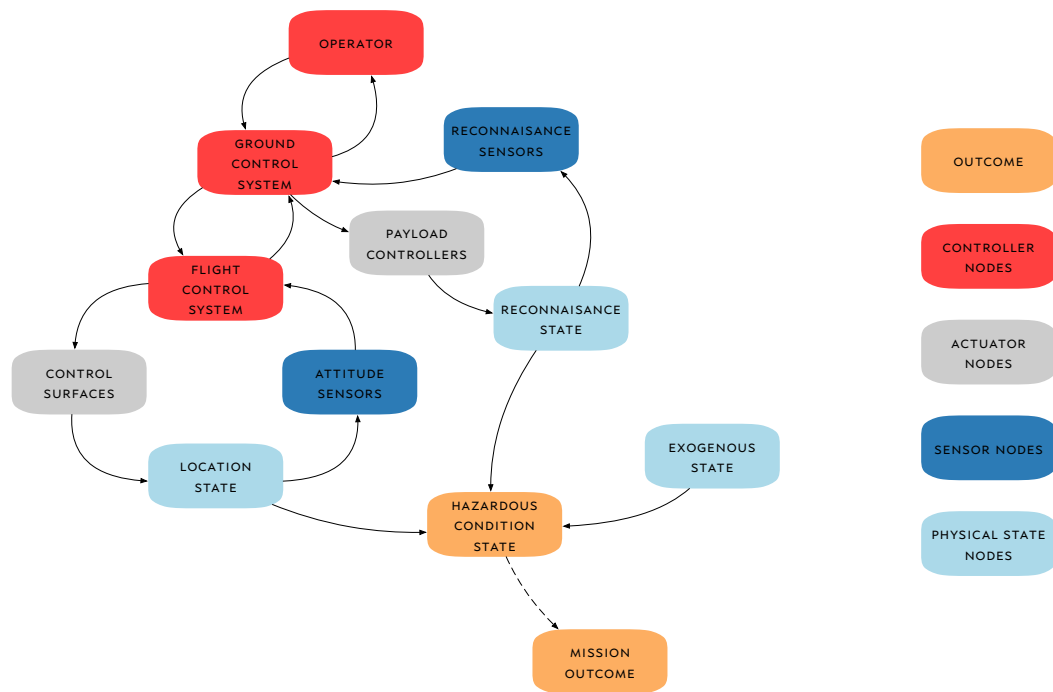 OPERATOR
GROUND
CONTROL
SYSTEM
RECONNAISANCE
SENSORS
PAYLOAD
CONTROLLERS
FLIGHT
CONTROL
SYSTEM
RECONNAISANCE
STATE
CONTROL
SURFACES
ATTITUDE
SENSORS
LOCATION
STATE
EXOGENOUS
STATE
HAZARDOUS
CONDITION
STATE
MISSION
OUTCOME
OUTCOME
CONTROLLER
NODES
ACTUATOR
NODES
SENSOR NODES
PHYSICAL STATE
NODES